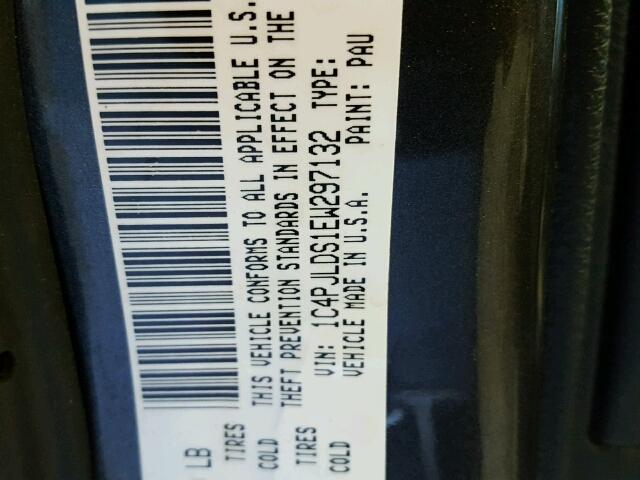 THIS VEHICLE CONFORMS TO ALL APPLICABLE U.S.
THEFT PREVENTION STANDARDS IN EFFECT ON THE
VIN: 1C4PJLDS1EW297132 TYPE:
VEHICLE MADE IN U.S.A. PAINT: PAU
LB
TIRES
COLD
TIRES
COLD